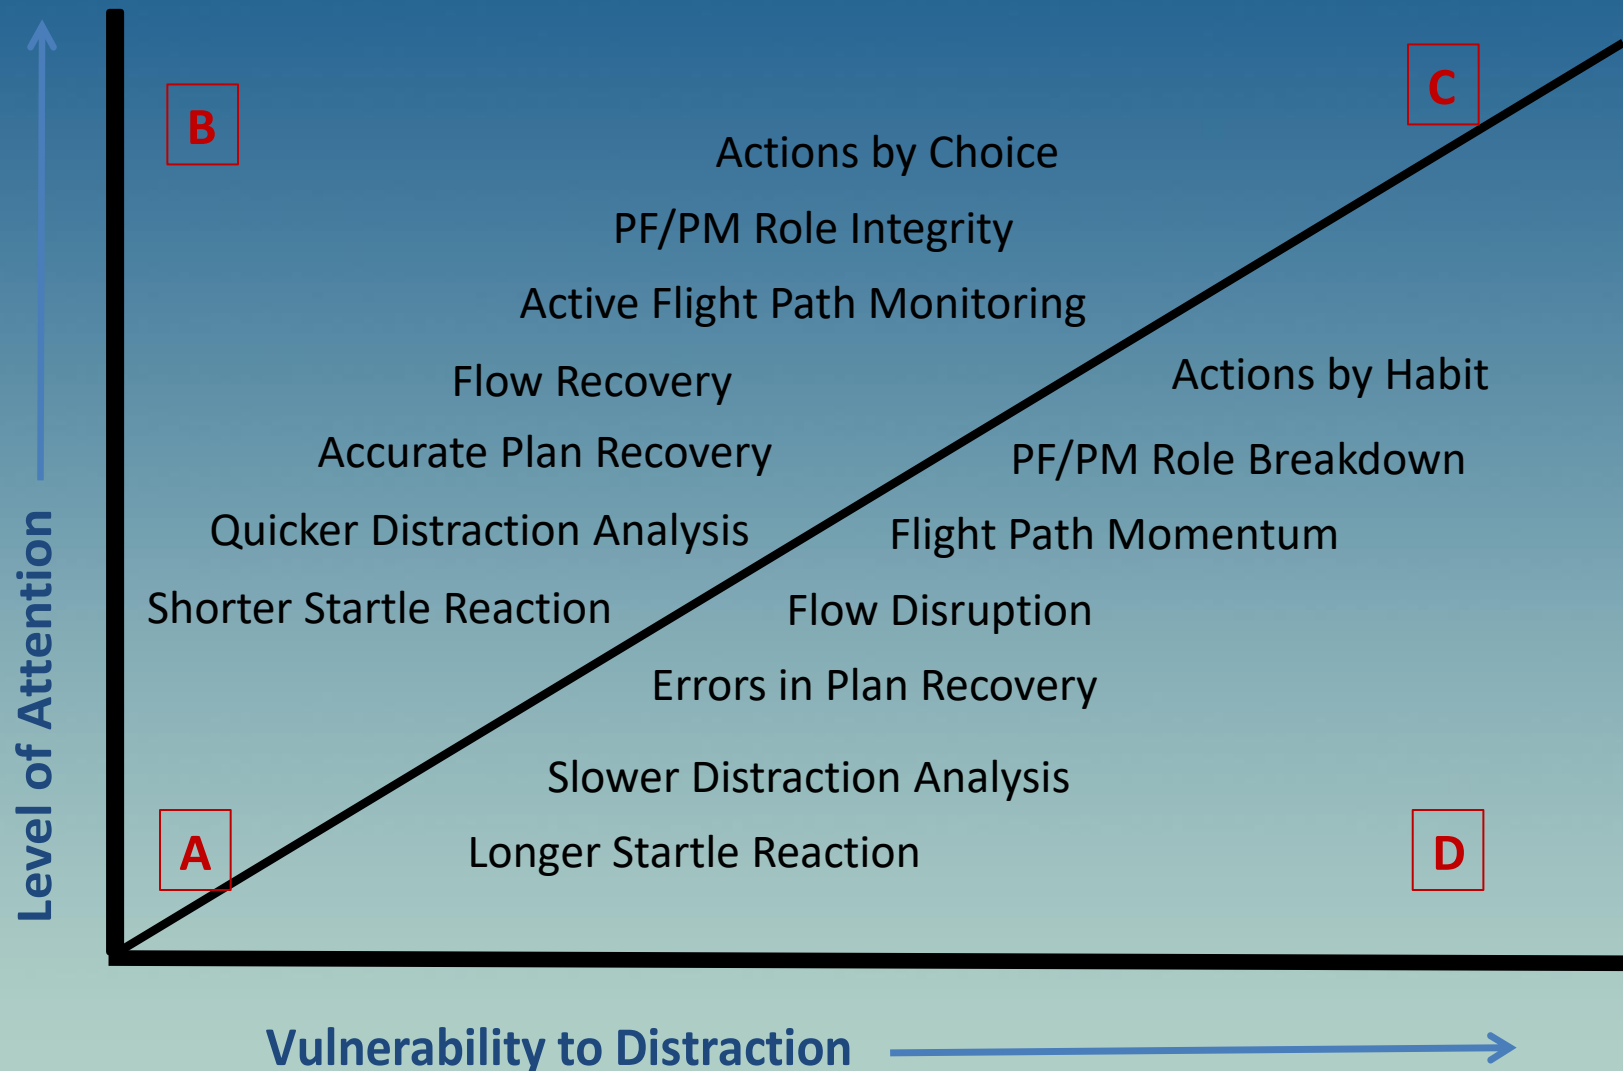 B
C
Actions by Choice
PF/PM Role Integrity
Active Flight Path Monitoring
Flow Recovery
Actions by Habit
Accurate Plan Recovery
PF/PM Role Breakdown
Quicker Distraction Analysis
Flight Path Momentum
Shorter Startle Reaction
Flow Disruption
Errors in Plan Recovery
Slower Distraction Analysis
A
Longer Startle Reaction
D
Level of Attention
Vulnerability to Distraction